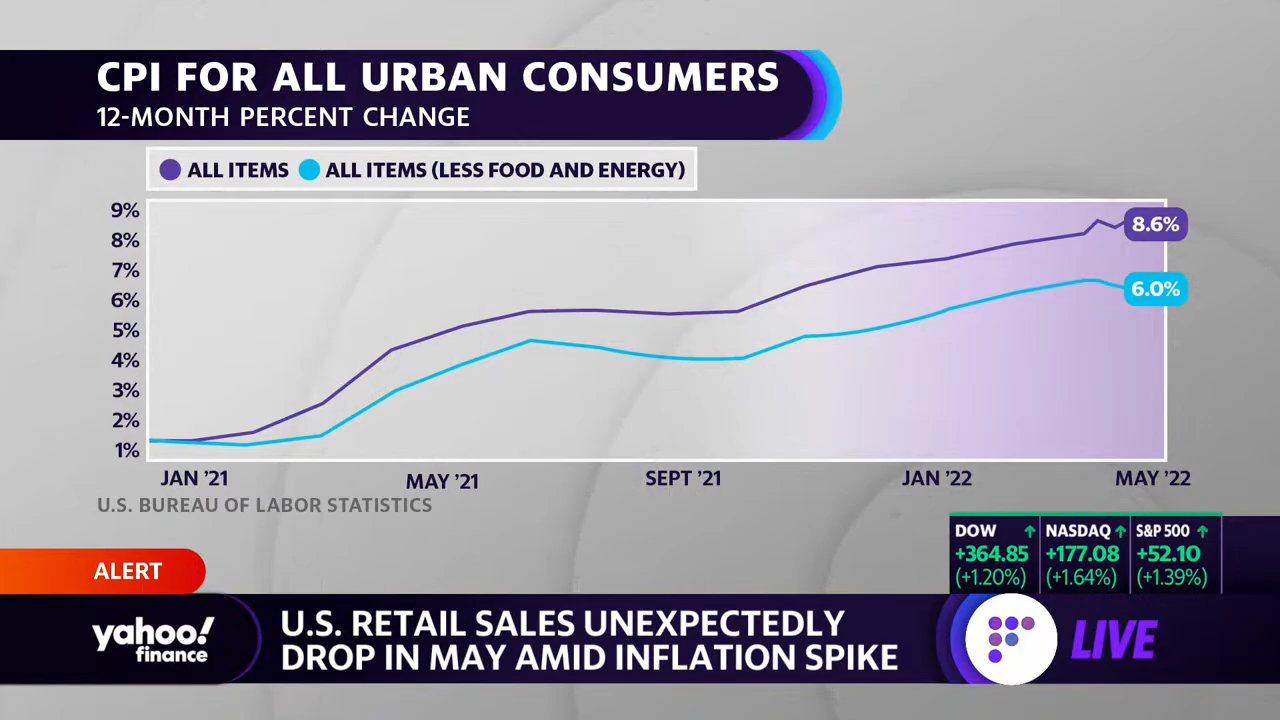 CPI FOR ALL URBAN CONSUMERS
12-MONTH PERCENT CHANGE
ALL ITEMS ALL ITEMS (LESS FOOD AND ENERGY)
9%
8%
7%
6%
5%
4%
3%
2%
1%
8.6%
6.0%
JAN '21 MAY '21 SEPT '21 JAN '22 MAY '22
U.S. BUREAU OF LABOR STATISTICS
DOW ↑ NASDAQ ↑ S&P 500 ↑
+364.85 +177.08 +52.10
(+1.20%) (+1.64%) (+1.39%)
ALERT
yahoo!
finance
U.S. RETAIL SALES UNEXPECTEDLY
DROP IN MAY AMID INFLATION SPIKE
LIVE